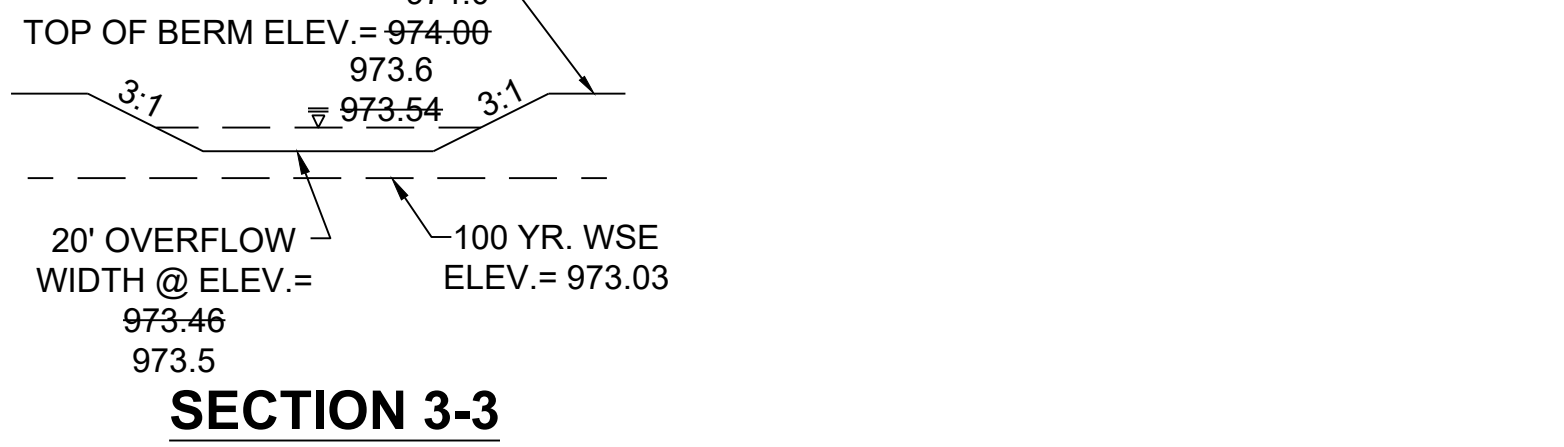 TOP OF BERM ELEV.= 974.00
973.6
3:1
973.54
3:1
20' OVERFLOW
WIDTH @ ELEV.=
973.46
973.5
100 YR. WSE
ELEV.= 973.03
SECTION 3-3